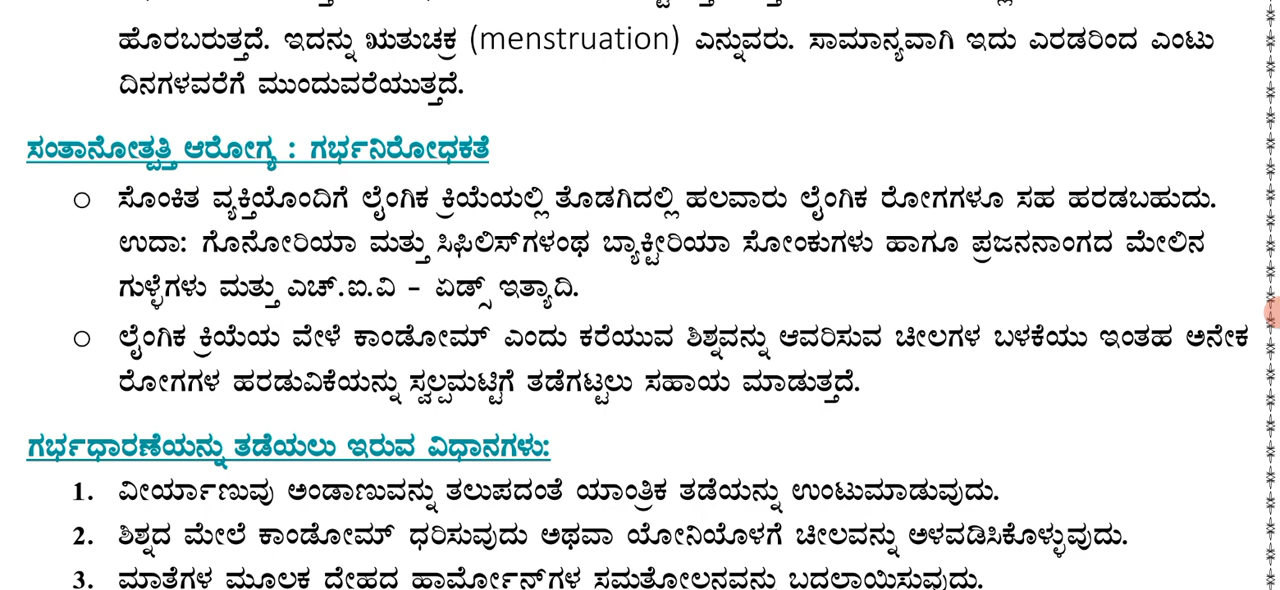 ಹೊರಬರುತ್ತದೆ. ಇದನ್ನು ಋತುಚಕ್ರ (menstruation) ಎನ್ನುವರು. ಸಾಮಾನ್ಯವಾಗಿ ಇದು ಎರಡರಿಂದ ಎಂಟು
ದಿನಗಳವರೆಗೆ ಮುಂದುವರೆಯುತ್ತದೆ.
ಸಂತಾನೋತ್ಪತ್ತಿ ಆರೋಗ್ಯ : ಗರ್ಭನಿರೋಧಕತೆ
○ ಸೊಂಕಿತ ವ್ಯಕ್ತಿಯೊಂದಿಗೆ ಲೈಂಗಿಕ ಕ್ರಿಯೆಯಲ್ಲಿ ತೊಡಗಿದಲ್ಲಿ ಹಲವಾರು ಲೈಂಗಿಕ ರೋಗಗಳೂ ಸಹ ಹರಡಬಹುದು.
ಉದಾ: ಗೊನೋರಿಯಾ ಮತ್ತು ಸಿಫಿಲಿಸ್‌ಗಳಂಥ ಬ್ಯಾಕ್ಟೀರಿಯಾ ಸೋಂಕುಗಳು ಹಾಗೂ ಪ್ರಜನನಾಂಗದ ಮೇಲಿನ
ಗುಳ್ಳೆಗಳು ಮತ್ತು ಎಚ್.ಐ.ವಿ – ಏಡ್ಸ್ ಇತ್ಯಾದಿ.
○ ಲೈಂಗಿಕ ಕ್ರಿಯೆಯ ವೇಳೆ ಕಾಂಡೋಮ್ ಎಂದು ಕರೆಯುವ ಶಿಶ್ನವನ್ನು ಆವರಿಸುವ ಚೀಲಗಳ ಬಳಕೆಯು ಇಂತಹ ಅನೇಕ
ರೋಗಗಳ ಹರಡುವಿಕೆಯನ್ನು ಸ್ವಲ್ಪಮಟ್ಟಿಗೆ ತಡೆಗಟ್ಟಲು ಸಹಾಯ ಮಾಡುತ್ತದೆ.
ಗರ್ಭಧಾರಣೆಯನ್ನು ತಡೆಯಲು ಇರುವ ವಿಧಾನಗಳು:
1. ವೀರ್ಯಾಣುವು ಅಂಡಾಣುವನ್ನು ತಲುಪದಂತೆ ಯಾಂತ್ರಿಕ ತಡೆಯನ್ನು ಉಂಟುಮಾಡುವುದು.
2. ಶಿಶ್ನದ ಮೇಲೆ ಕಾಂಡೋಮ್ ಧರಿಸುವುದು ಅಥವಾ ಯೋನಿಯೊಳಗೆ ಚೀಲವನ್ನು ಅಳವಡಿಸಿಕೊಳ್ಳುವುದು.
3. ಮಾತೆಗಳ ಮೂಲಕ ದೇಹದ ಹಾರ್ಮೋನ್‌ಗಳ ಸಮತೋಲನವನ್ನು ಬದಲಾಯಿಸುವುದು.